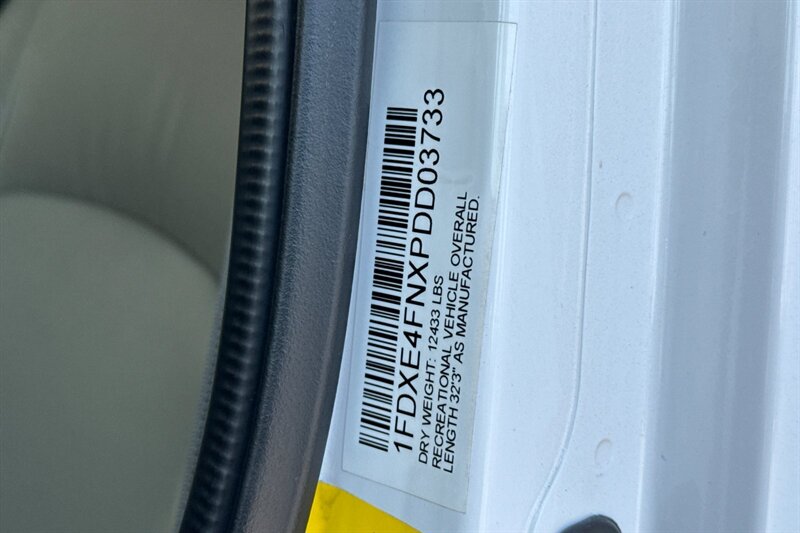 1FDXE4FNXPDD03733
DRY WEIGHT: 12433 LBS
RECREATIONAL VEHICLE OVERALL
LENGTH 32'3" AS MANUFACTURED.